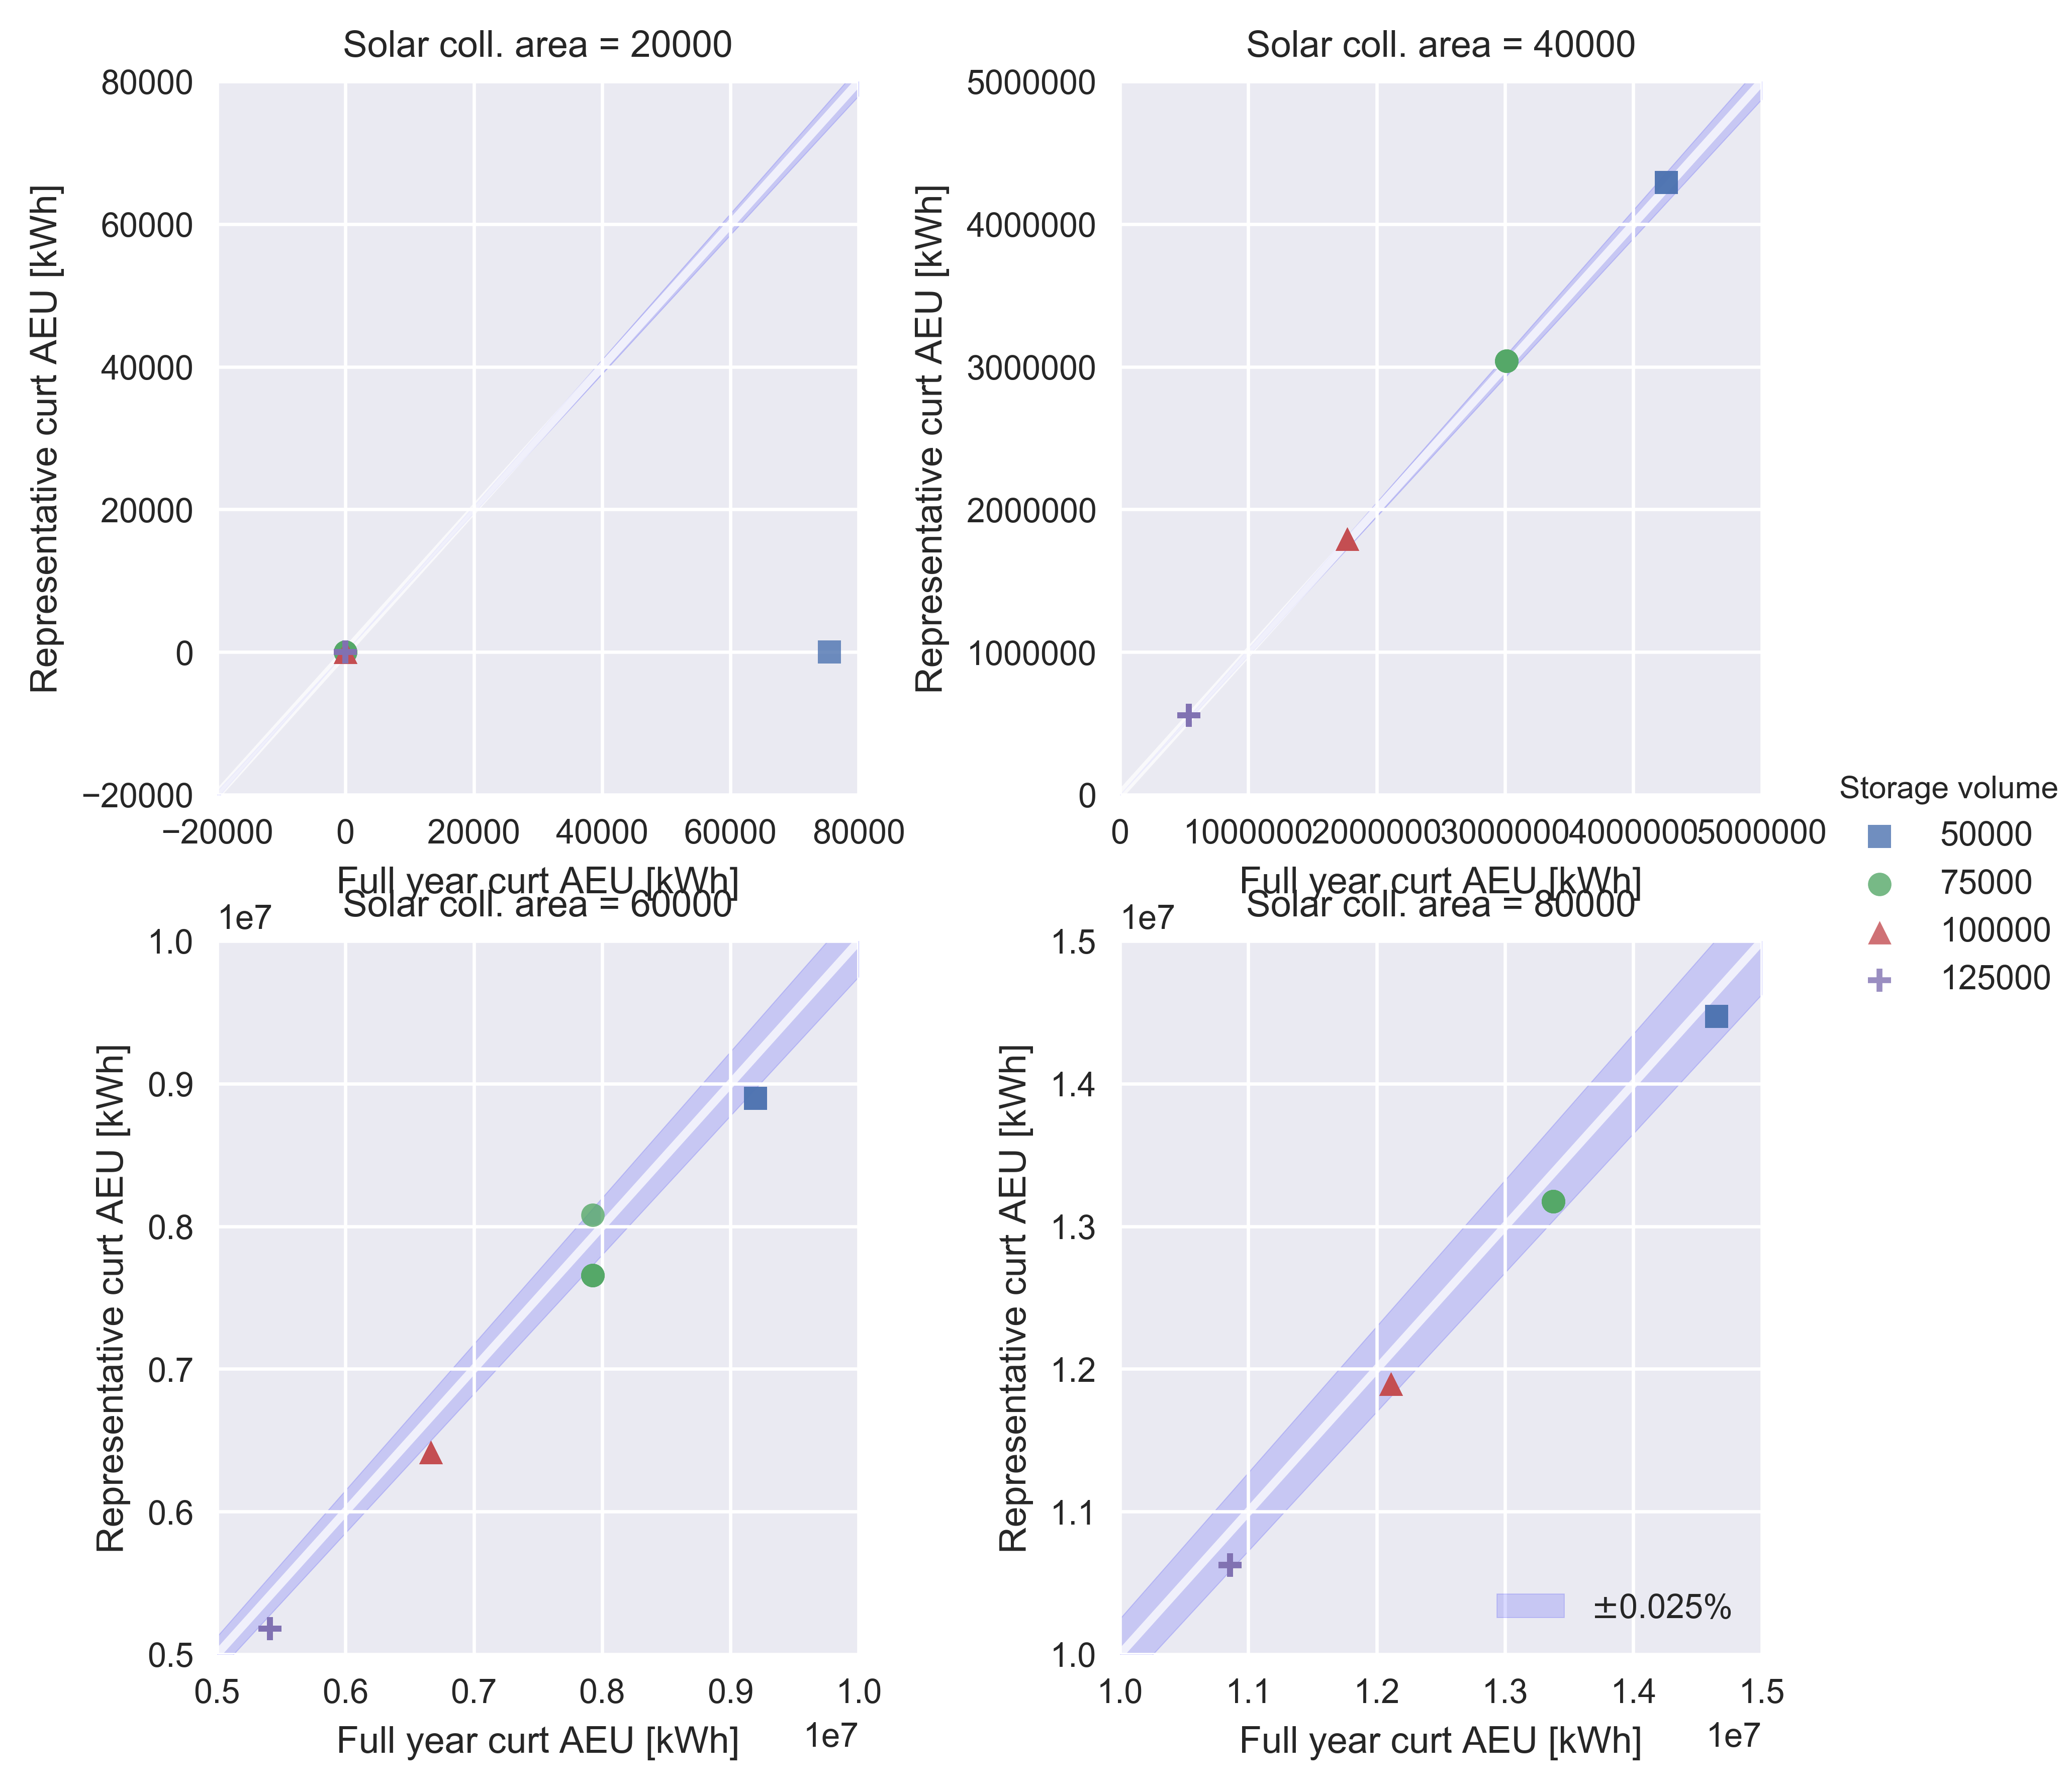 Solar coll. area = 20000
80000
60000
40000
20000
0
−20000
Representative curt AEU [kWh]
−20000 0 20000 40000 60000 80000
Full year curt AEU [kWh]
Solar coll. area = 40000
5000000
4000000
3000000
2000000
1000000
0
Representative curt AEU [kWh]
0 1000000 2000000 3000000 4000000 5000000
Full year curt AEU [kWh]
Storage volume
50000
75000
100000
125000
Solar coll. area = 60000
1e7
1.0
0.9
0.8
0.7
0.6
0.5
Representative curt AEU [kWh]
0.5 0.6 0.7 0.8 0.9 1.0
1e7
Full year curt AEU [kWh]
Solar coll. area = 80000
1e7
1.5
1.4
1.3
1.2
1.1
1.0
Representative curt AEU [kWh]
±0.025%
1.0 1.1 1.2 1.3 1.4 1.5
1e7
Full year curt AEU [kWh]